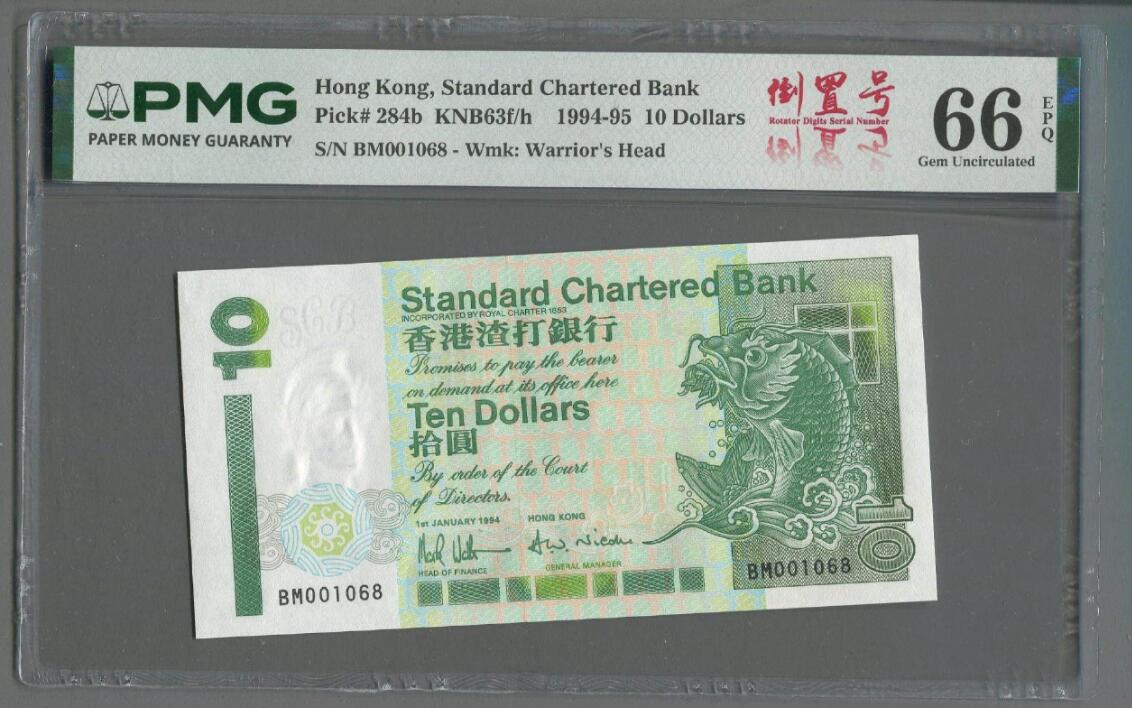 PMG
PAPER MONEY GUARANTY
Hong Kong, Standard Chartered Bank
Pick# 284b KNB63f/h 1994-95 10 Dollars
S/N BM001068 - Wmk: Warrior's Head
倒置号
Rotator Digits Serial Number
倒置号
66
EPQ
Gem Uncirculated
10
SCB
Standard Chartered Bank
INCORPORATED BY ROYAL CHARTER 1853
香港渣打銀行
Promises to pay the bearer
on demand at its office here
Ten Dollars
拾圓
By order of the Court
of Directors.
1st JANUARY 1994 HONG KONG
HEAD OF FINANCE GENERAL MANAGER
BM001068
BM001068
10